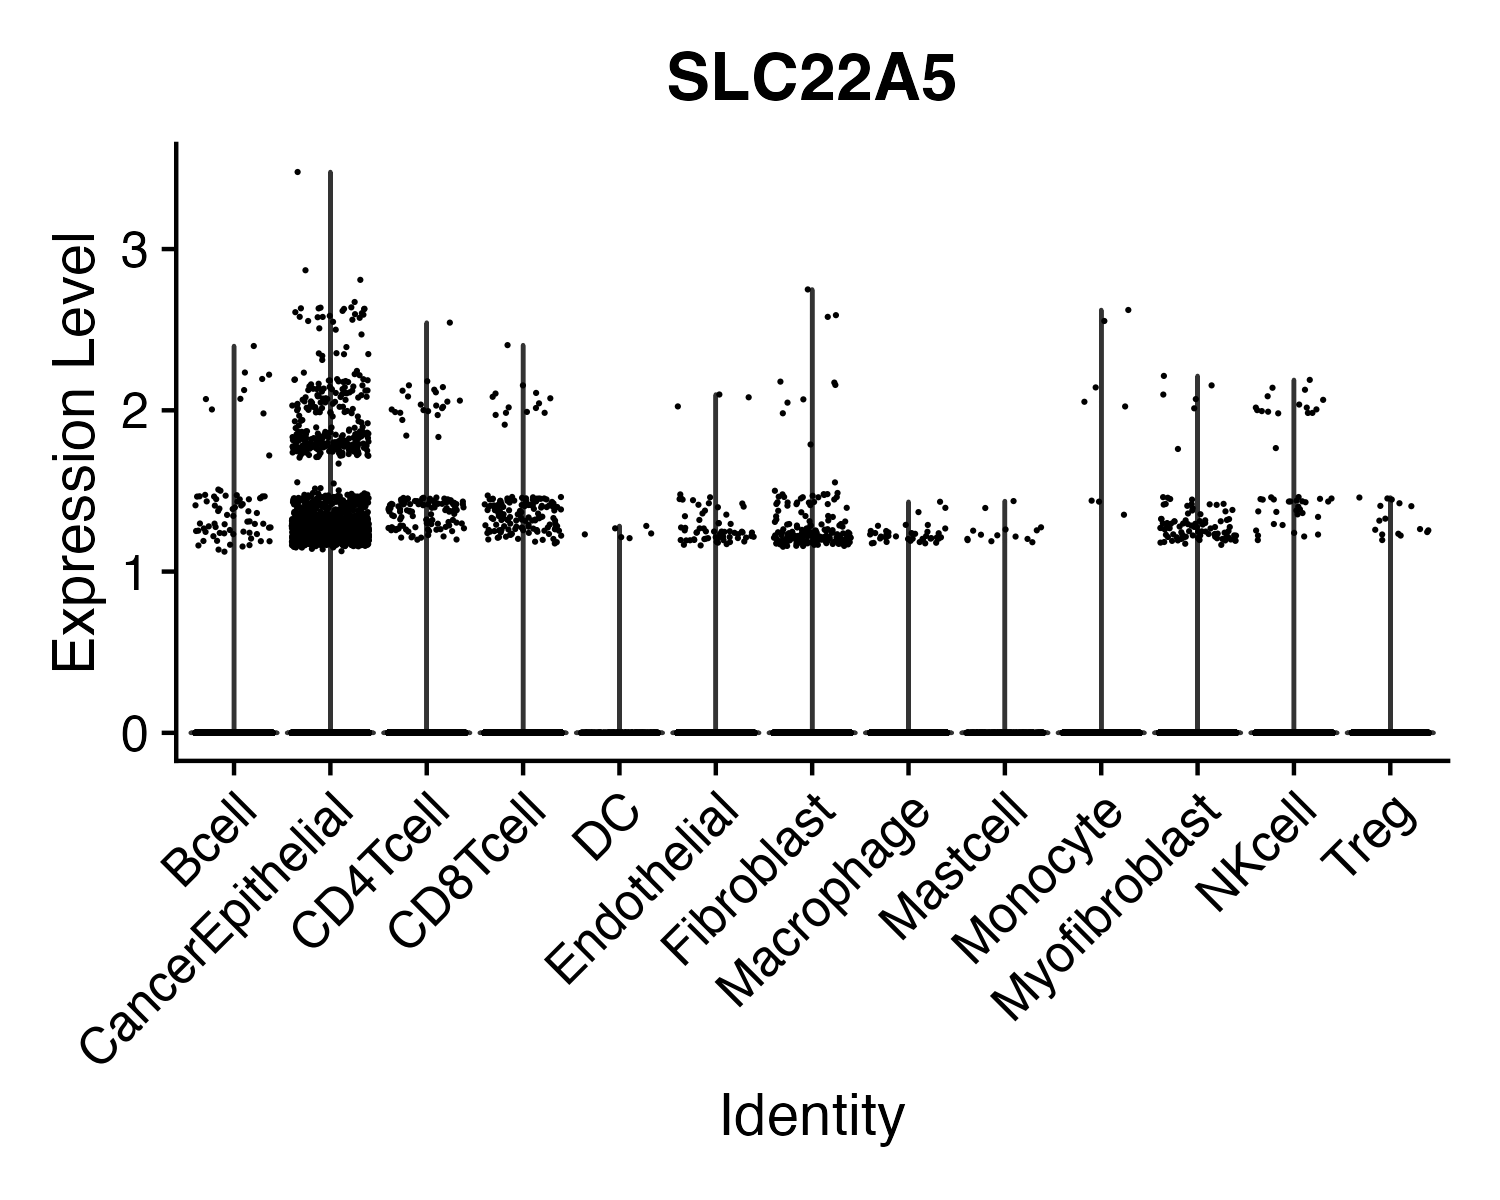 SLC22A5
Expression Level
3
2
1
0
Bcell
CancerEpithelial
CD4Tcell
CD8Tcell
DC
Endothelial
Fibroblast
Macrophage
Mastcell
Monocyte
Myofibroblast
NKcell
Treg
Identity